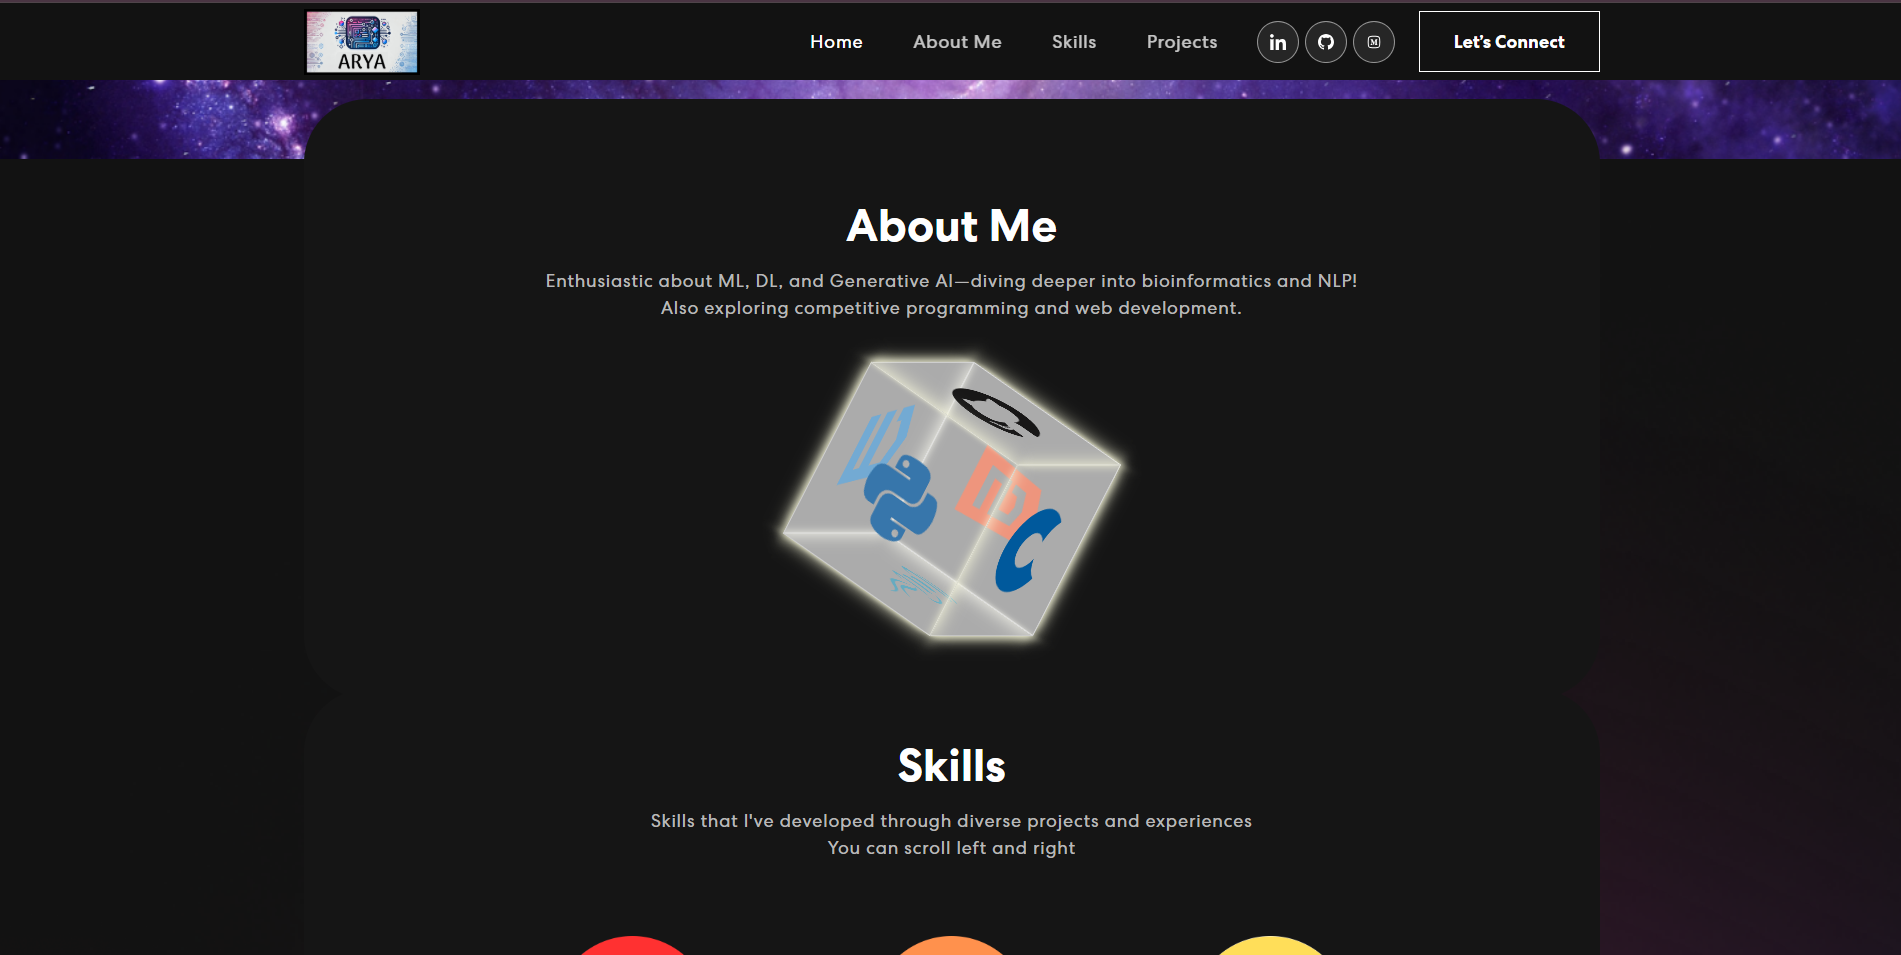 ARYA
Home
About Me
Skills
Projects
in
M
Let's Connect
About Me
Enthusiastic about ML, DL, and Generative AI—diving deeper into bioinformatics and NLP!
Also exploring competitive programming and web development.
C
Skills
Skills that I've developed through diverse projects and experiences
You can scroll left and right